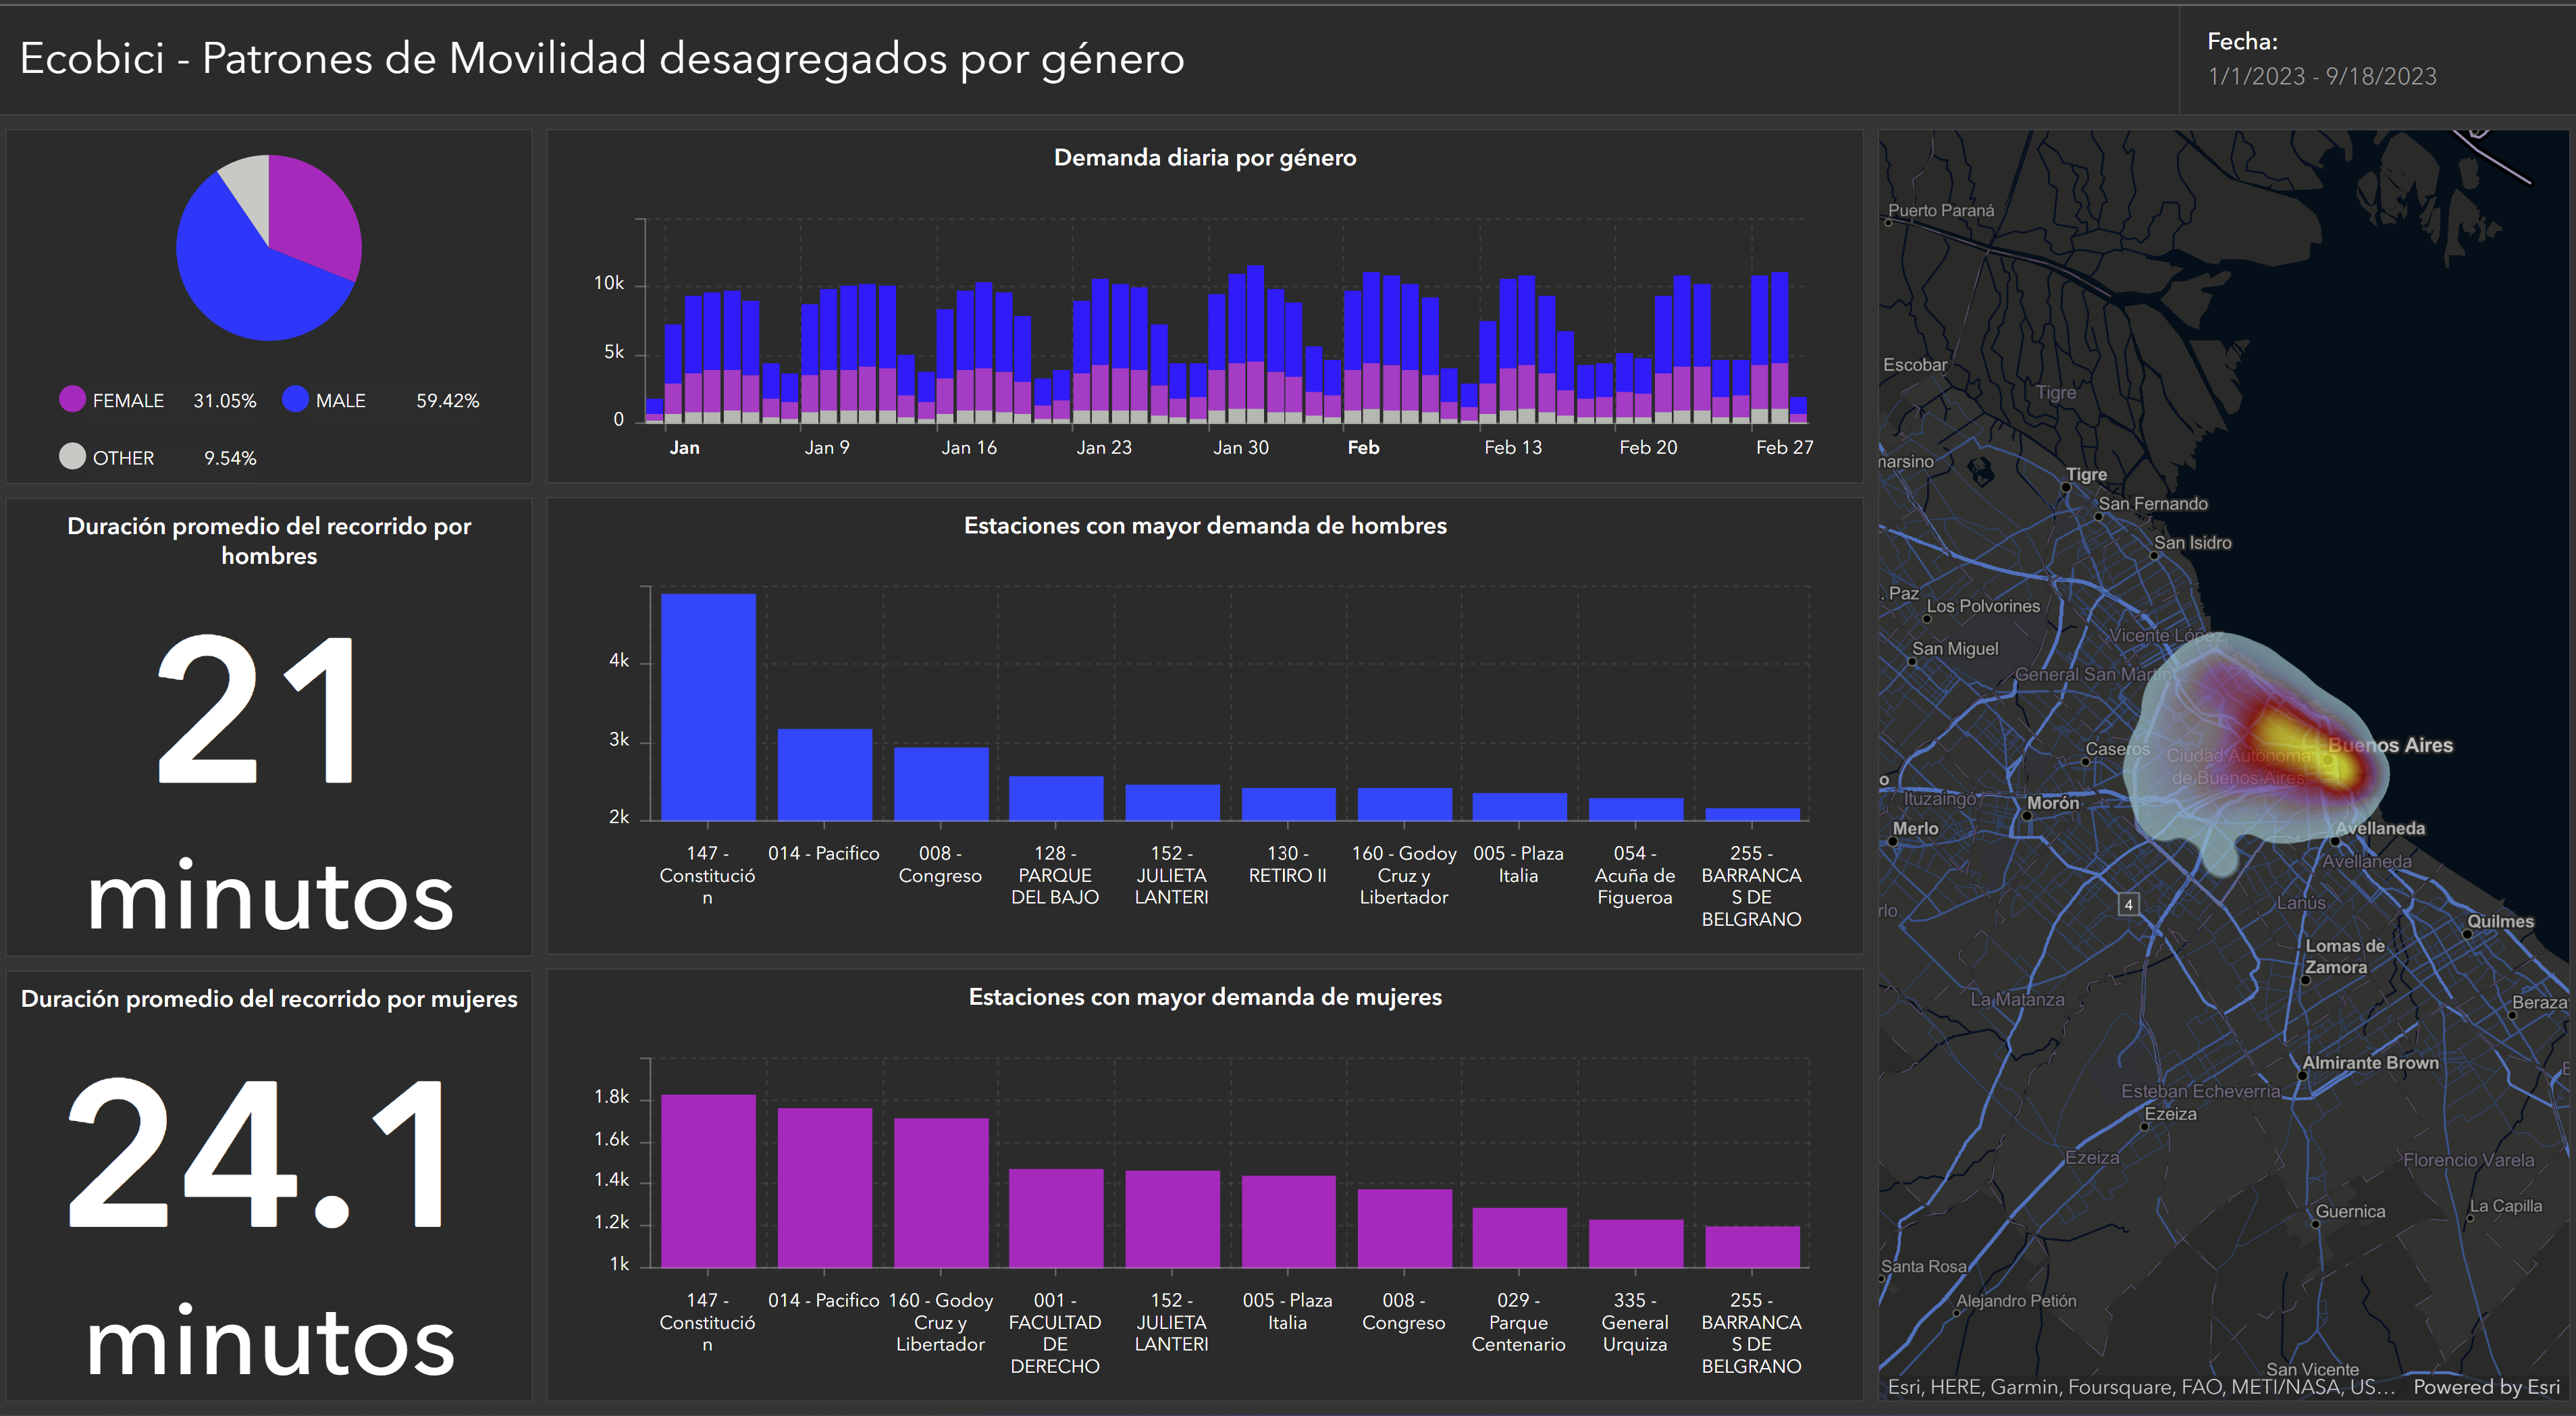 Ecobici - Patrones de Movilidad desagregados por género
Fecha:
1/1/2023 - 9/18/2023
FEMALE 31.05% MALE 59.42%
OTHER 9.54%
Demanda diaria por género
10k
5k
0
Jan Jan 9 Jan 16 Jan 23 Jan 30 Feb Feb 13 Feb 20 Feb 27
Duración promedio del recorrido por
hombres
21
minutos
Estaciones con mayor demanda de hombres
4k
3k
2k
147 -
Constitució
n
014 - Pacifico
008 -
Congreso
128 -
PARQUE
DEL BAJO
152 -
JULIETA
LANTERI
130 -
RETIRO II
160 - Godoy
Cruz y
Libertador
005 - Plaza
Italia
054 -
Acuña de
Figueroa
255 -
BARRANCA
S DE
BELGRANO
Duración promedio del recorrido por mujeres
24.1
minutos
Estaciones con mayor demanda de mujeres
1.8k
1.6k
1.4k
1.2k
1k
147 -
Constitució
n
014 - Pacifico
160 - Godoy
Cruz y
Libertador
001 -
FACULTAD
DE
DERECHO
152 -
JULIETA
LANTERI
005 - Plaza
Italia
008 -
Congreso
029 -
Parque
Centenario
335 -
General
Urquiza
255 -
BARRANCA
S DE
BELGRANO
Puerto Paraná
Escobar
Tigre
marsino
Tigre
San Fernando
San Isidro
. Paz
Los Polvorines
Vicente López
San Miguel
General San Martín
Buenos Aires
Caseros
Ciudad Autónoma
de Buenos Aires
o
Ituzaingó
Morón
Merlo
Avellaneda
Avellaneda
4
Lanús
rlo
Quilmes
Lomas de
Zamora
La Matanza
Beraza
Almirante Brown
E
Esteban Echeverría
Ezeiza
Ezeiza
Florencio Varela
La Capilla
Guernica
Santa Rosa
Alejandro Petión
San Vicente
Esri, HERE, Garmin, Foursquare, FAO, METI/NASA, US... Powered by Esri